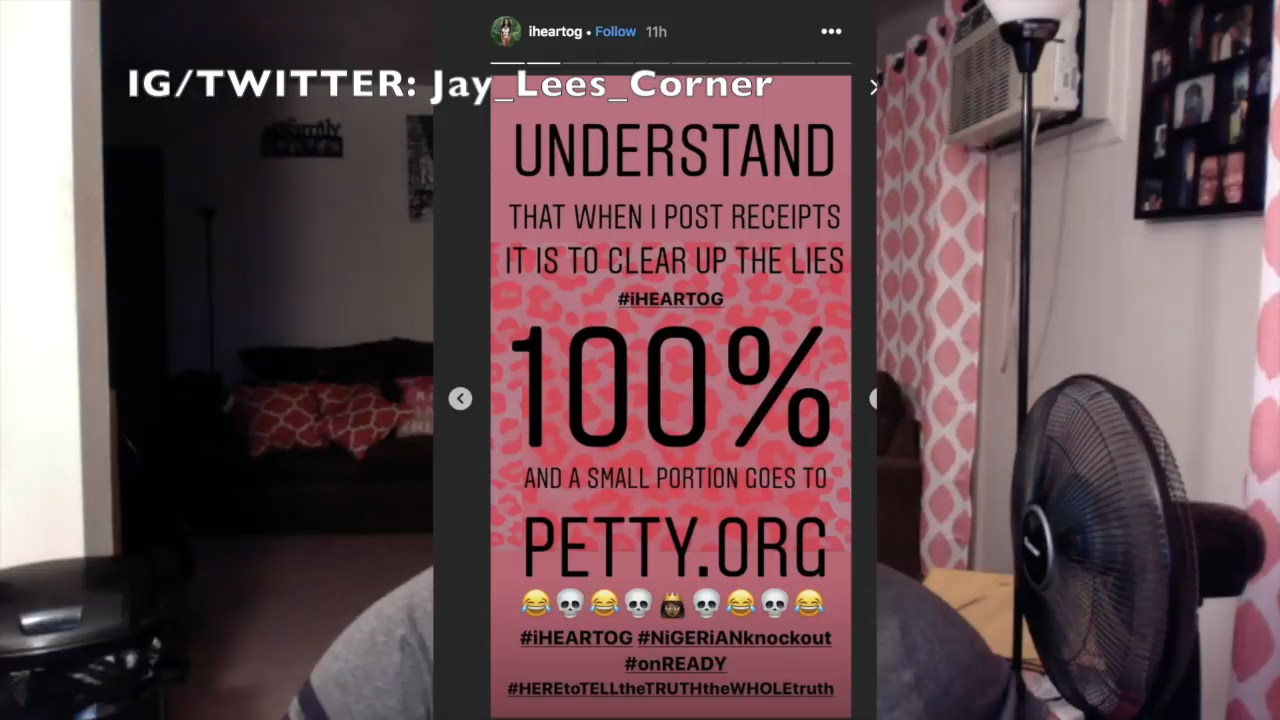 iheartog • Follow 11h
IG/TWITTER: Jay_Lees_Corner
UNDERSTAND
THAT WHEN I POST RECEIPTS
IT IS TO CLEAR UP THE LIES
#iHEARTOG
100%
AND A SMALL PORTION GOES TO
PETTY.ORG
😂💀😂💀👸🏾💀😂💀😂
#iHEARTOG #NiGERiANknockout
#onREADY
#HEREtoTELLtheTRUTHtheWHOLEtruth
family